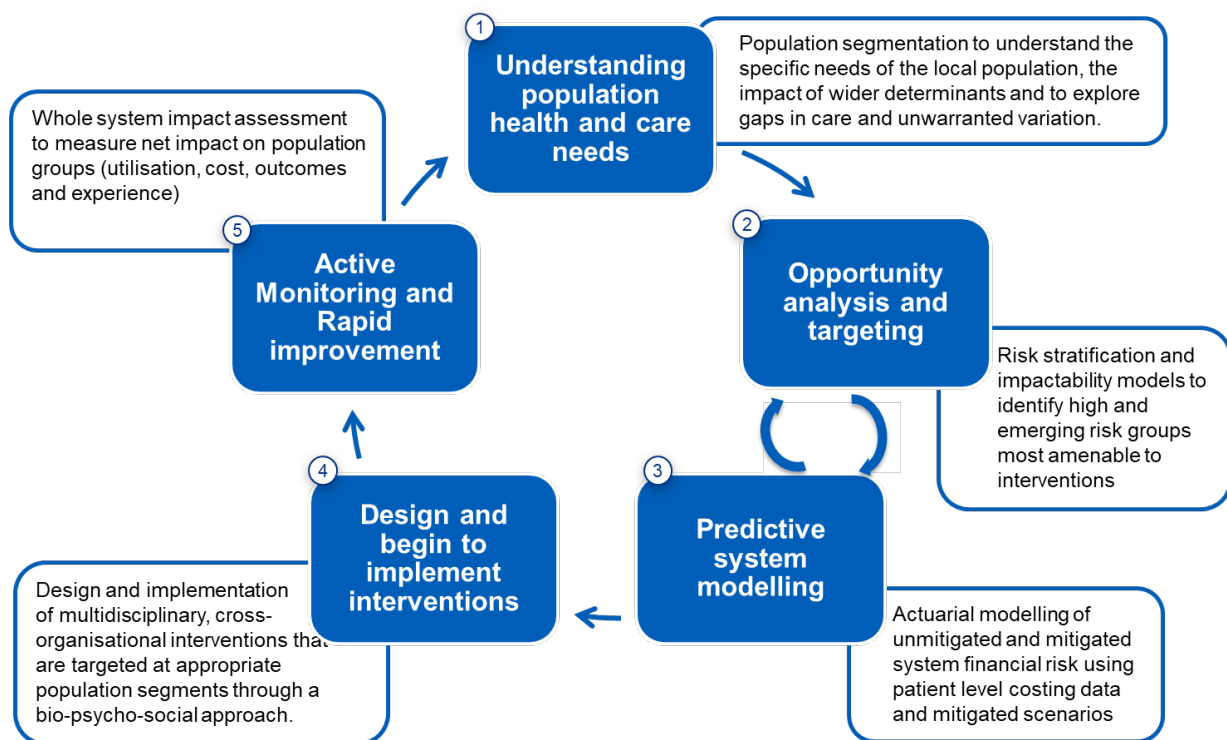 1
Understanding
population
health and care
needs
Population segmentation to understand the
specific needs of the local population, the
impact of wider determinants and to explore
gaps in care and unwarranted variation.
2
Opportunity
analysis and
targeting
Risk stratification and
impactability models to
identify high and
emerging risk groups
most amenable to
interventions
3
Predictive
system
modelling
Actuarial modelling of
unmitigated and mitigated
system financial risk using
patient level costing data
and mitigated scenarios
4
Design and
begin to
implement
interventions
Design and implementation
of multidisciplinary, cross-
organisational interventions that
are targeted at appropriate
population segments through a
bio-psycho-social approach.
5
Active
Monitoring and
Rapid
improvement
Whole system impact assessment
to measure net impact on population
groups (utilisation, cost, outcomes
and experience)